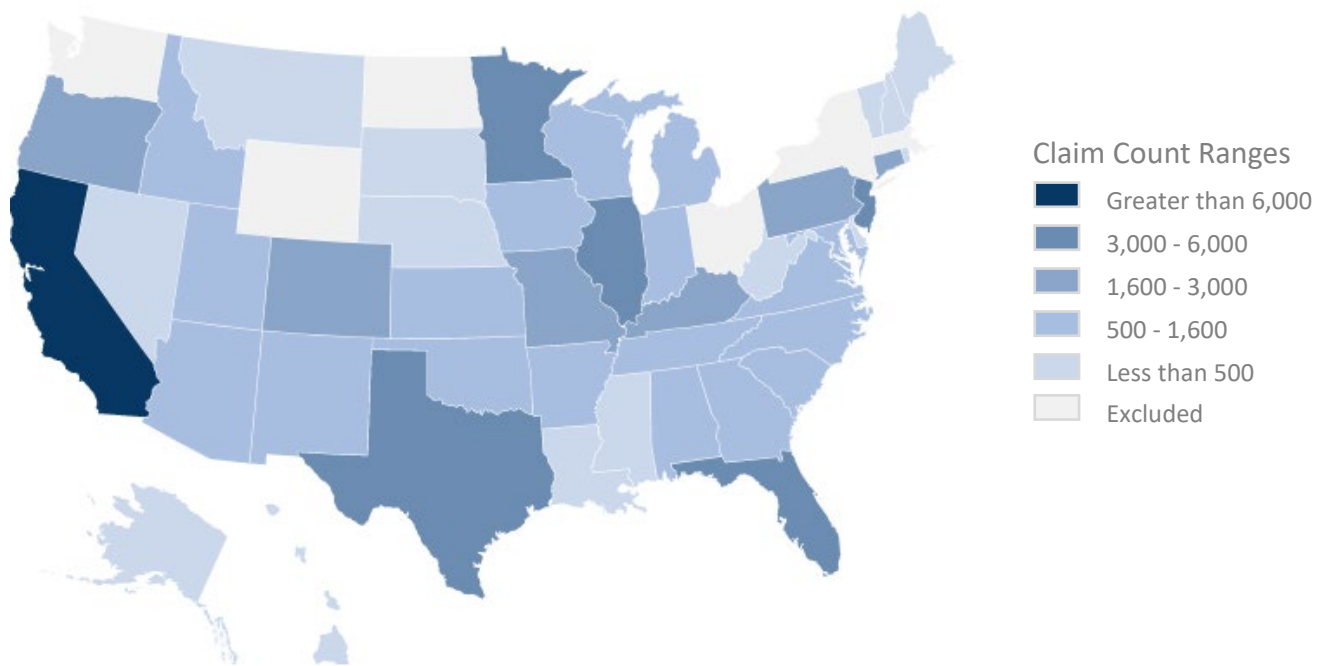 Claim Count Ranges
Greater than 6,000
3,000 - 6,000
1,600 - 3,000
500 - 1,600
Less than 500
Excluded